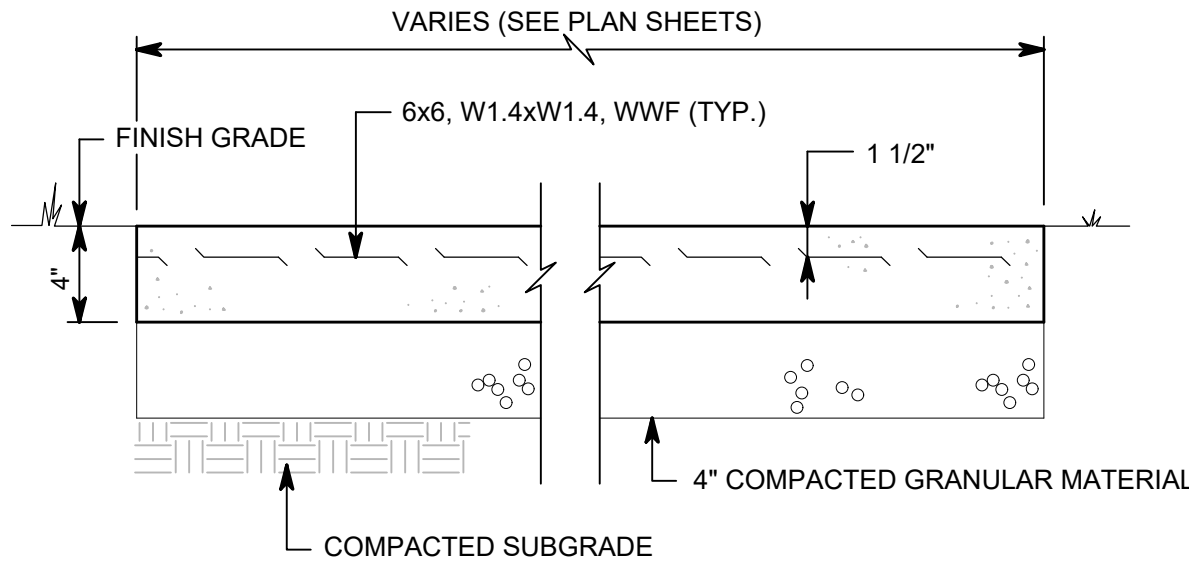 VARIES (SEE PLAN SHEETS)
6x6, W1.4xW1.4, WWF (TYP.)
FINISH GRADE
1 1/2"
4"
4" COMPACTED GRANULAR MATERIAL
COMPACTED SUBGRADE